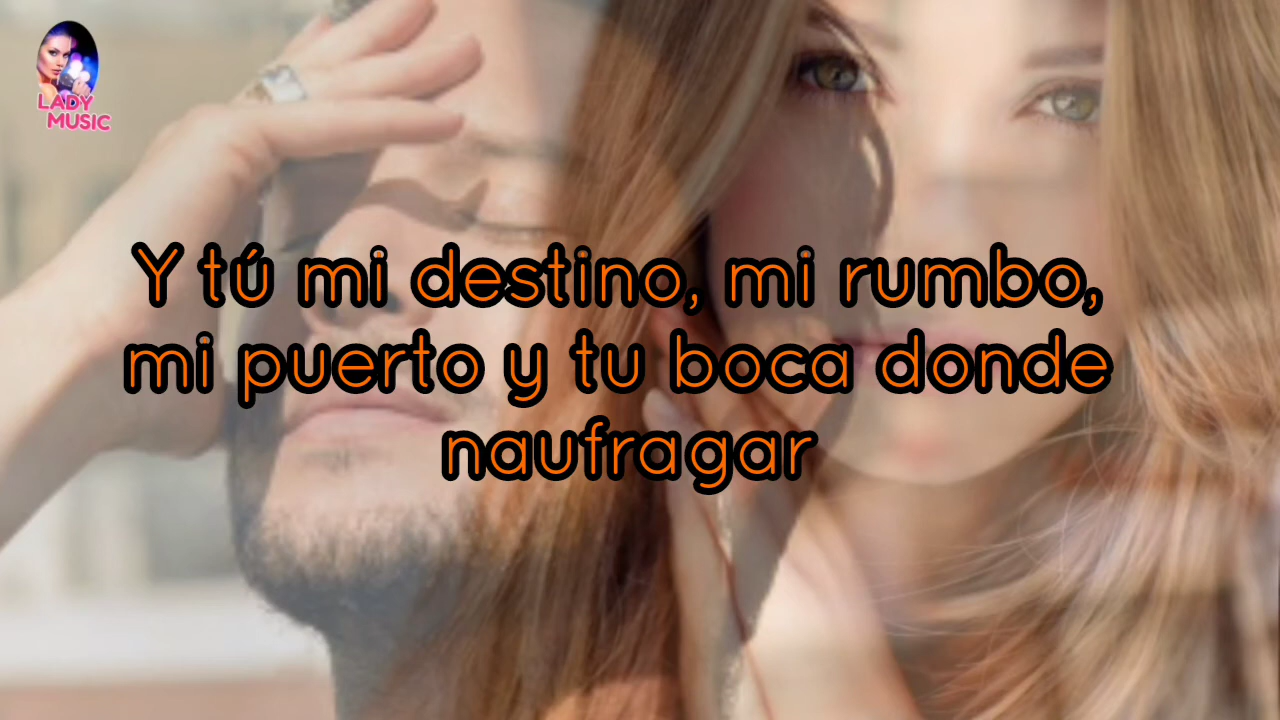 LADY
MUSIC
Y tú mi destino, mi rumbo,
mi puerto y tu boca donde
naufragar